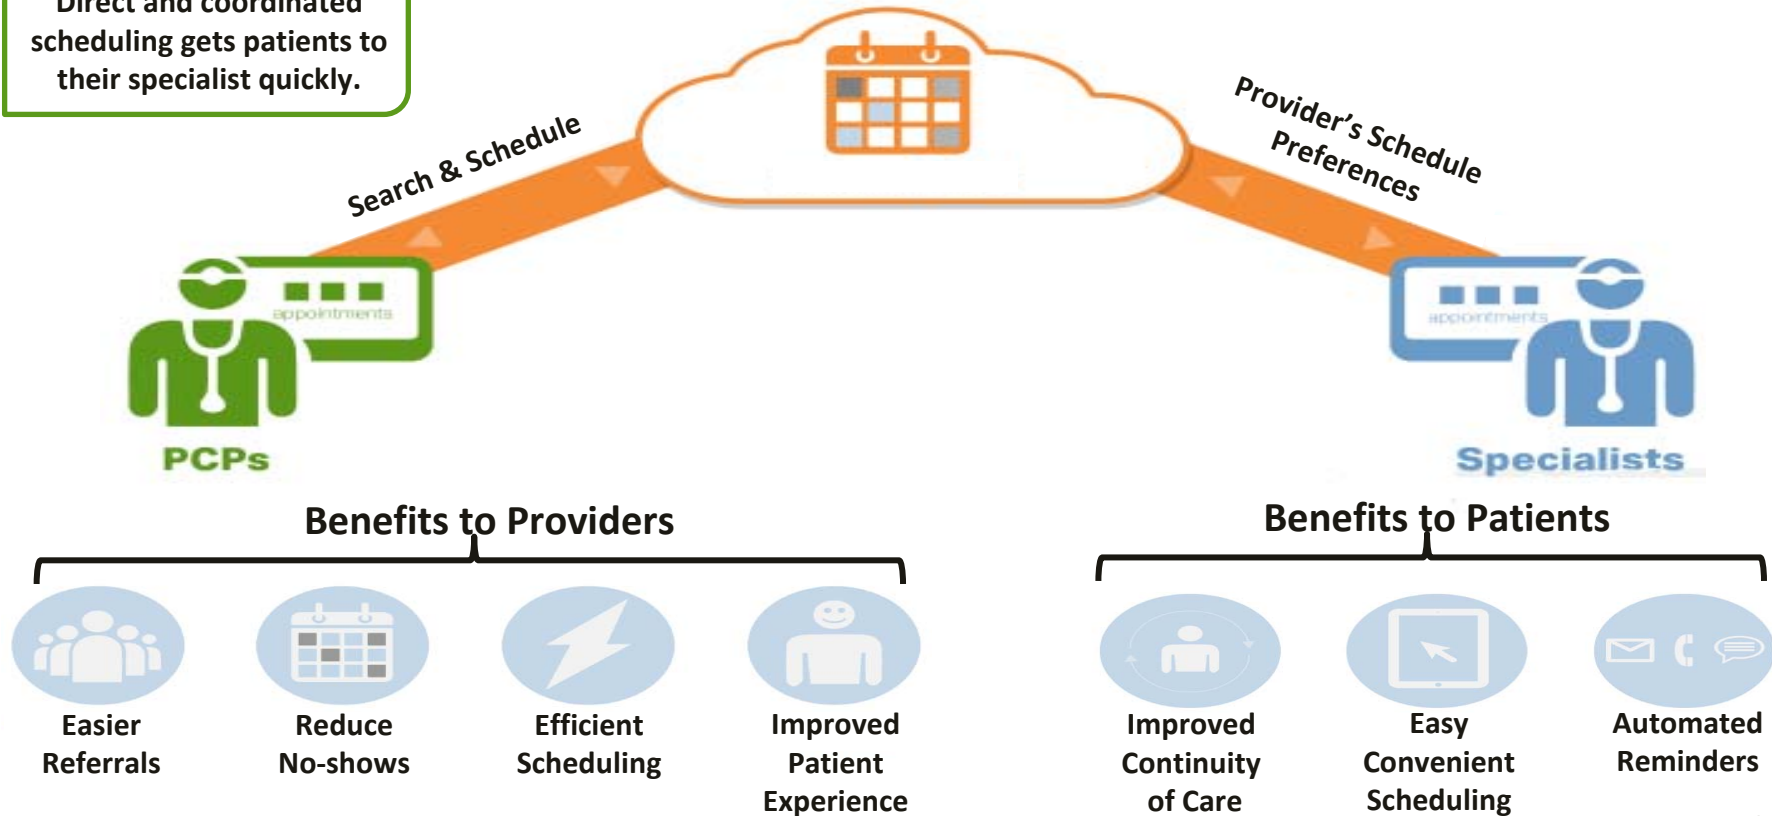 Direct and coordinated
scheduling gets patients to
their specialist quickly.
Search & Schedule
Provider's Schedule
Preferences
appointments
appointments
PCPs
Specialists
Benefits to Providers
Benefits to Patients
Easier
Referrals
Reduce
No-shows
Efficient
Scheduling
Improved
Patient
Experience
Improved
Continuity
of Care
Easy
Convenient
Scheduling
Automated
Reminders